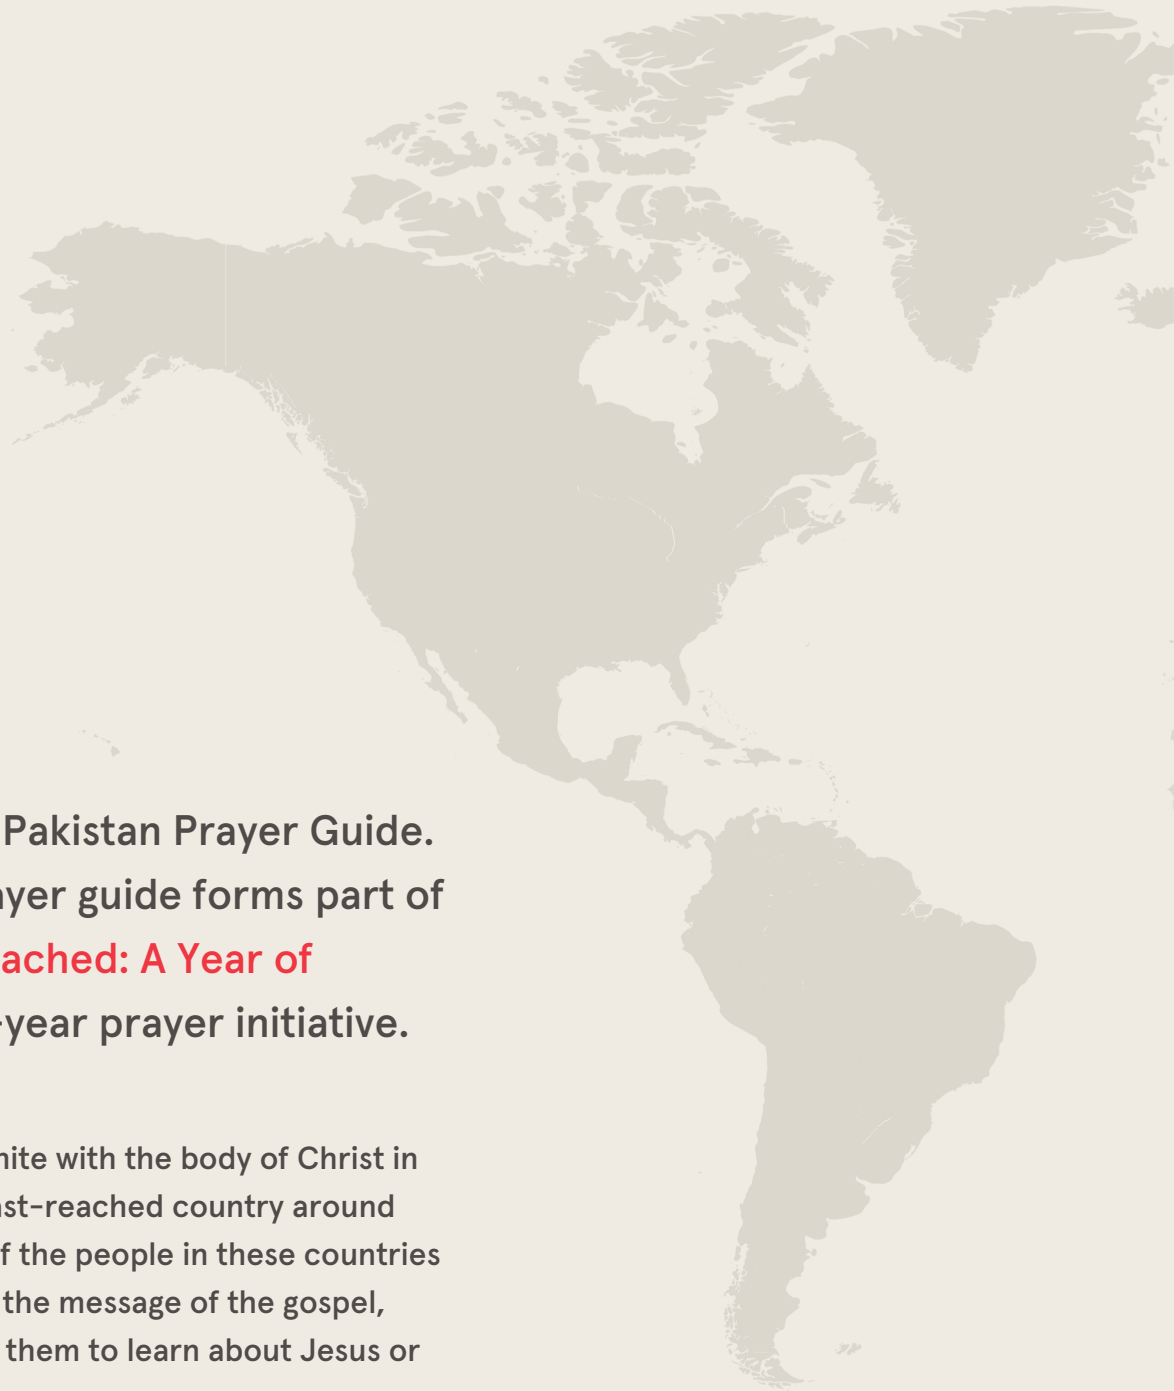 Pakistan Prayer Guide.
ayer guide forms part of
ached: A Year of
-year prayer initiative.
nite with the body of Christ in
ast-reached country around
f the people in these countries
the message of the gospel,
them to learn about Jesus or